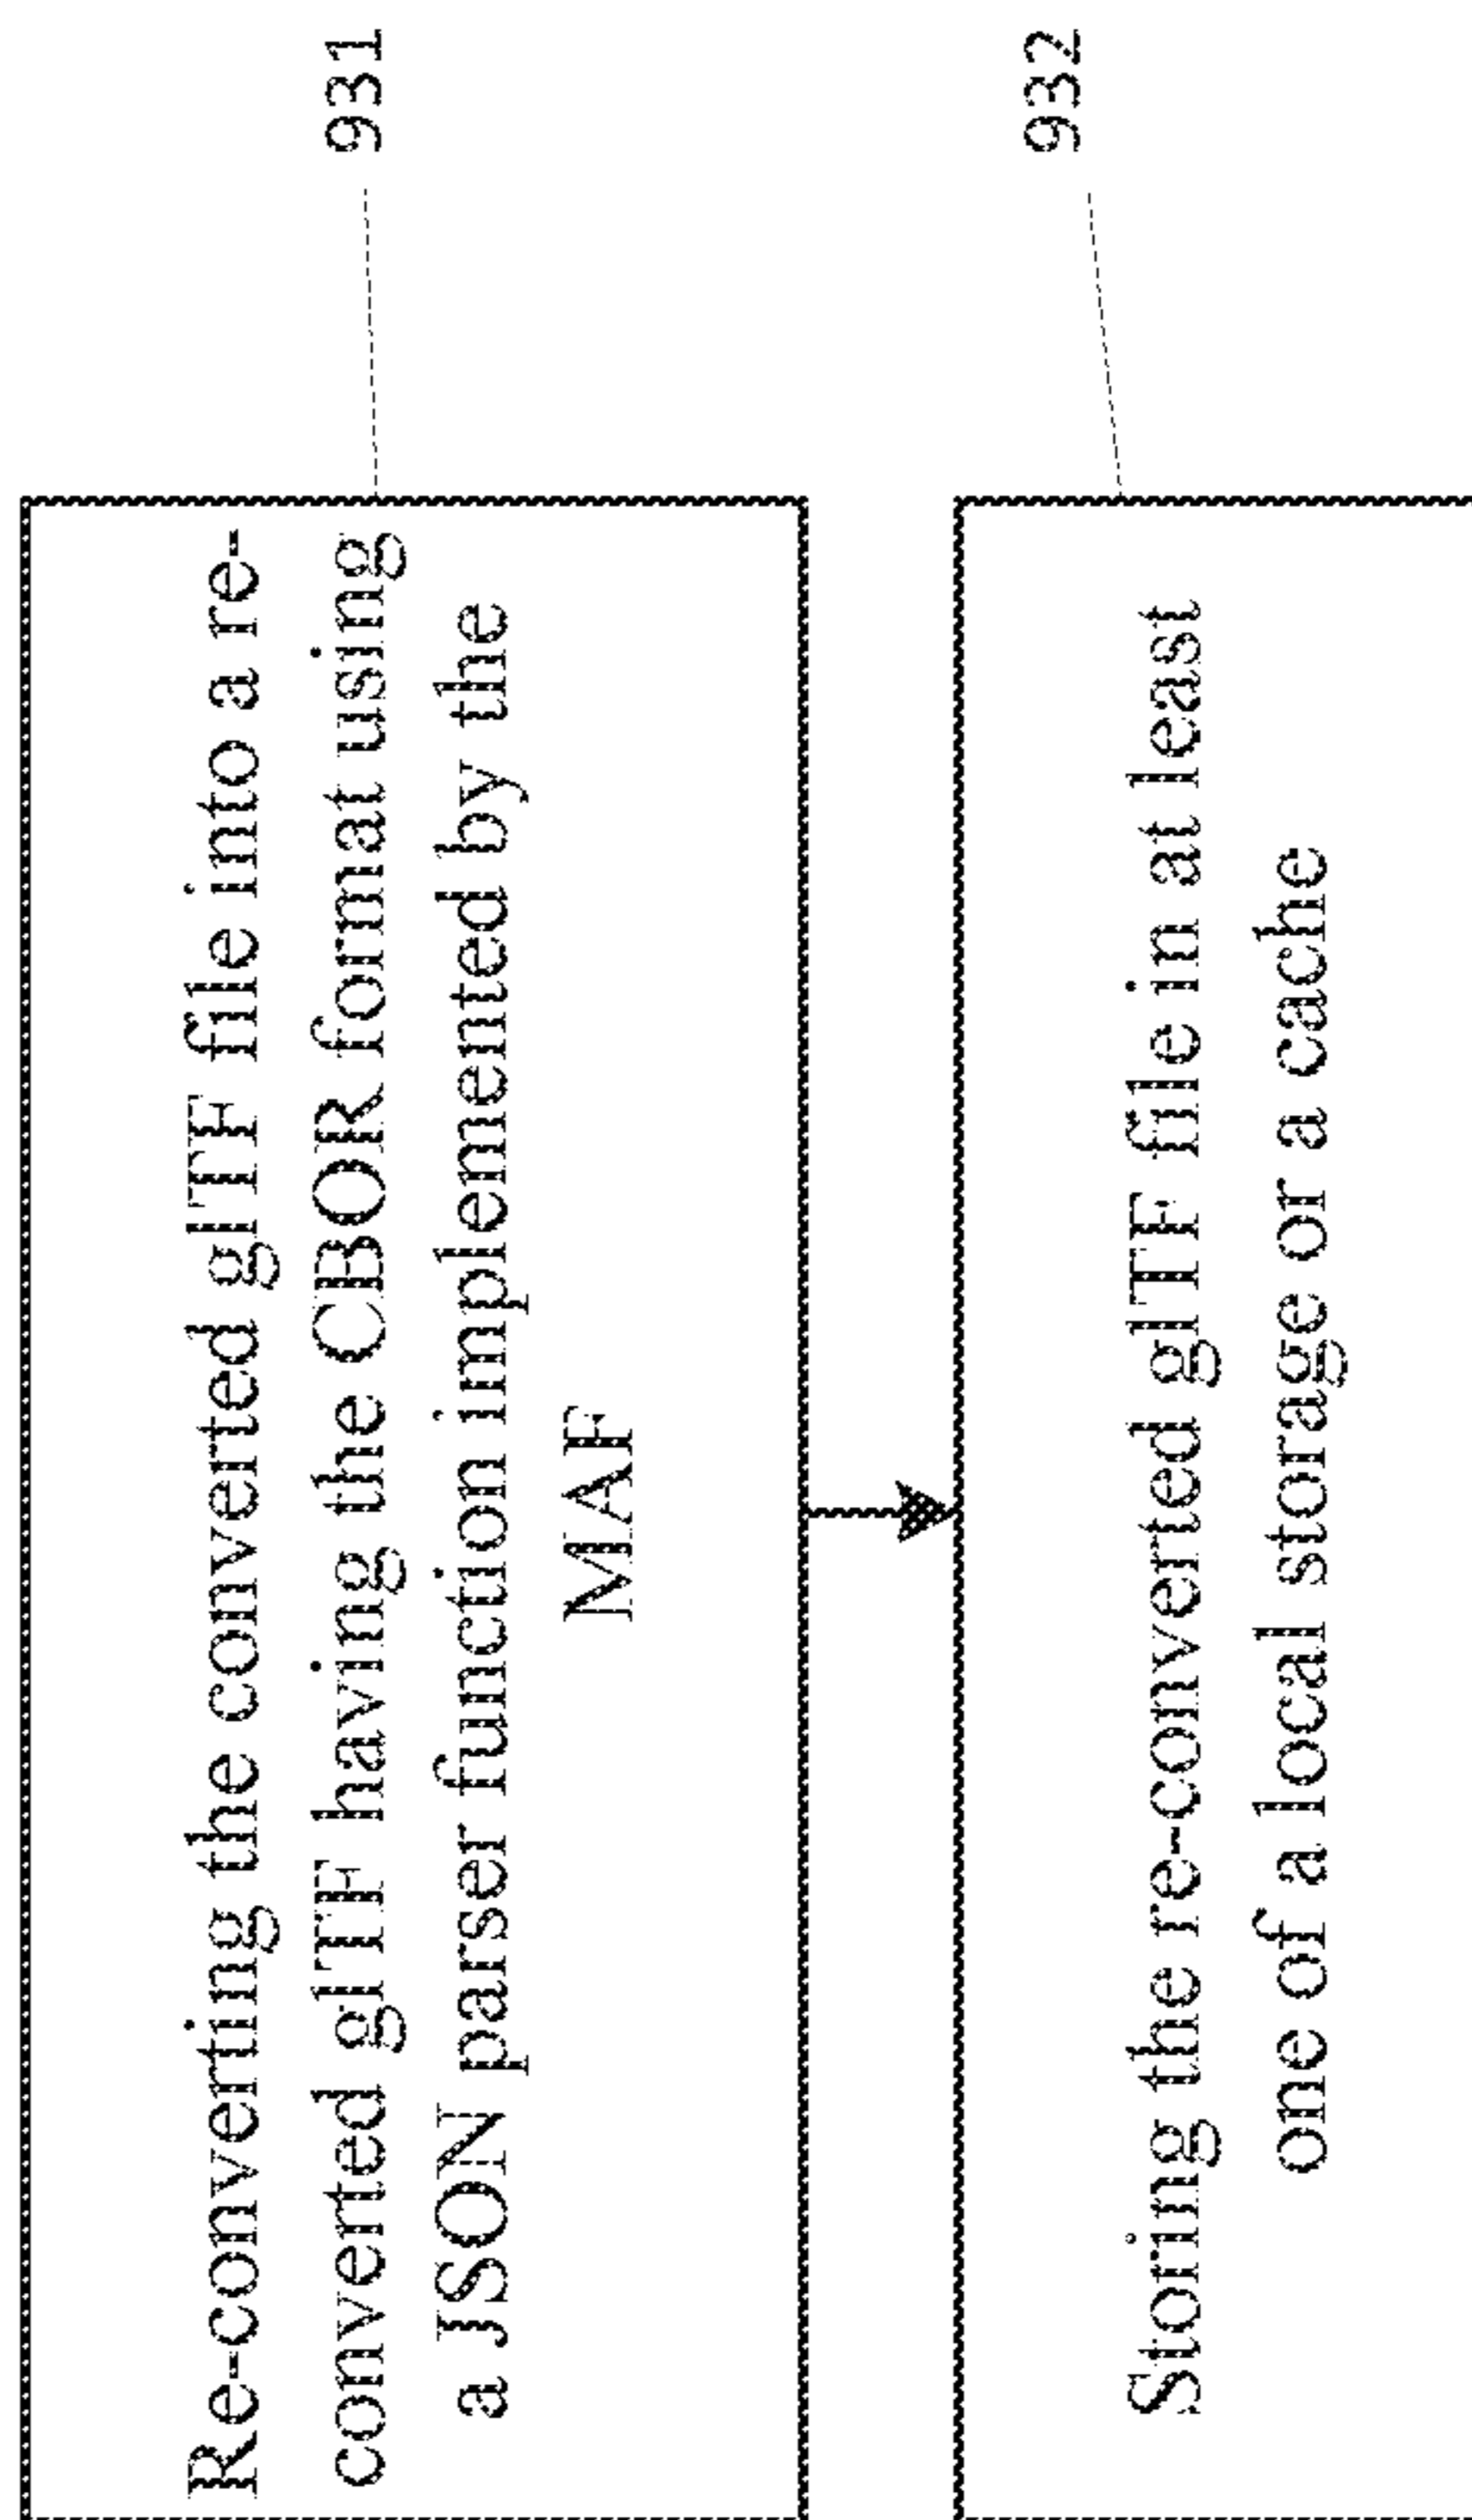 Re-converting the converted glTF file into a re-
converted glTF having the CBOR format using
a JSON parser function implemented by the
MAF
931
Storing the re-converted glTF file in at least
one of a local storage or a cache
932